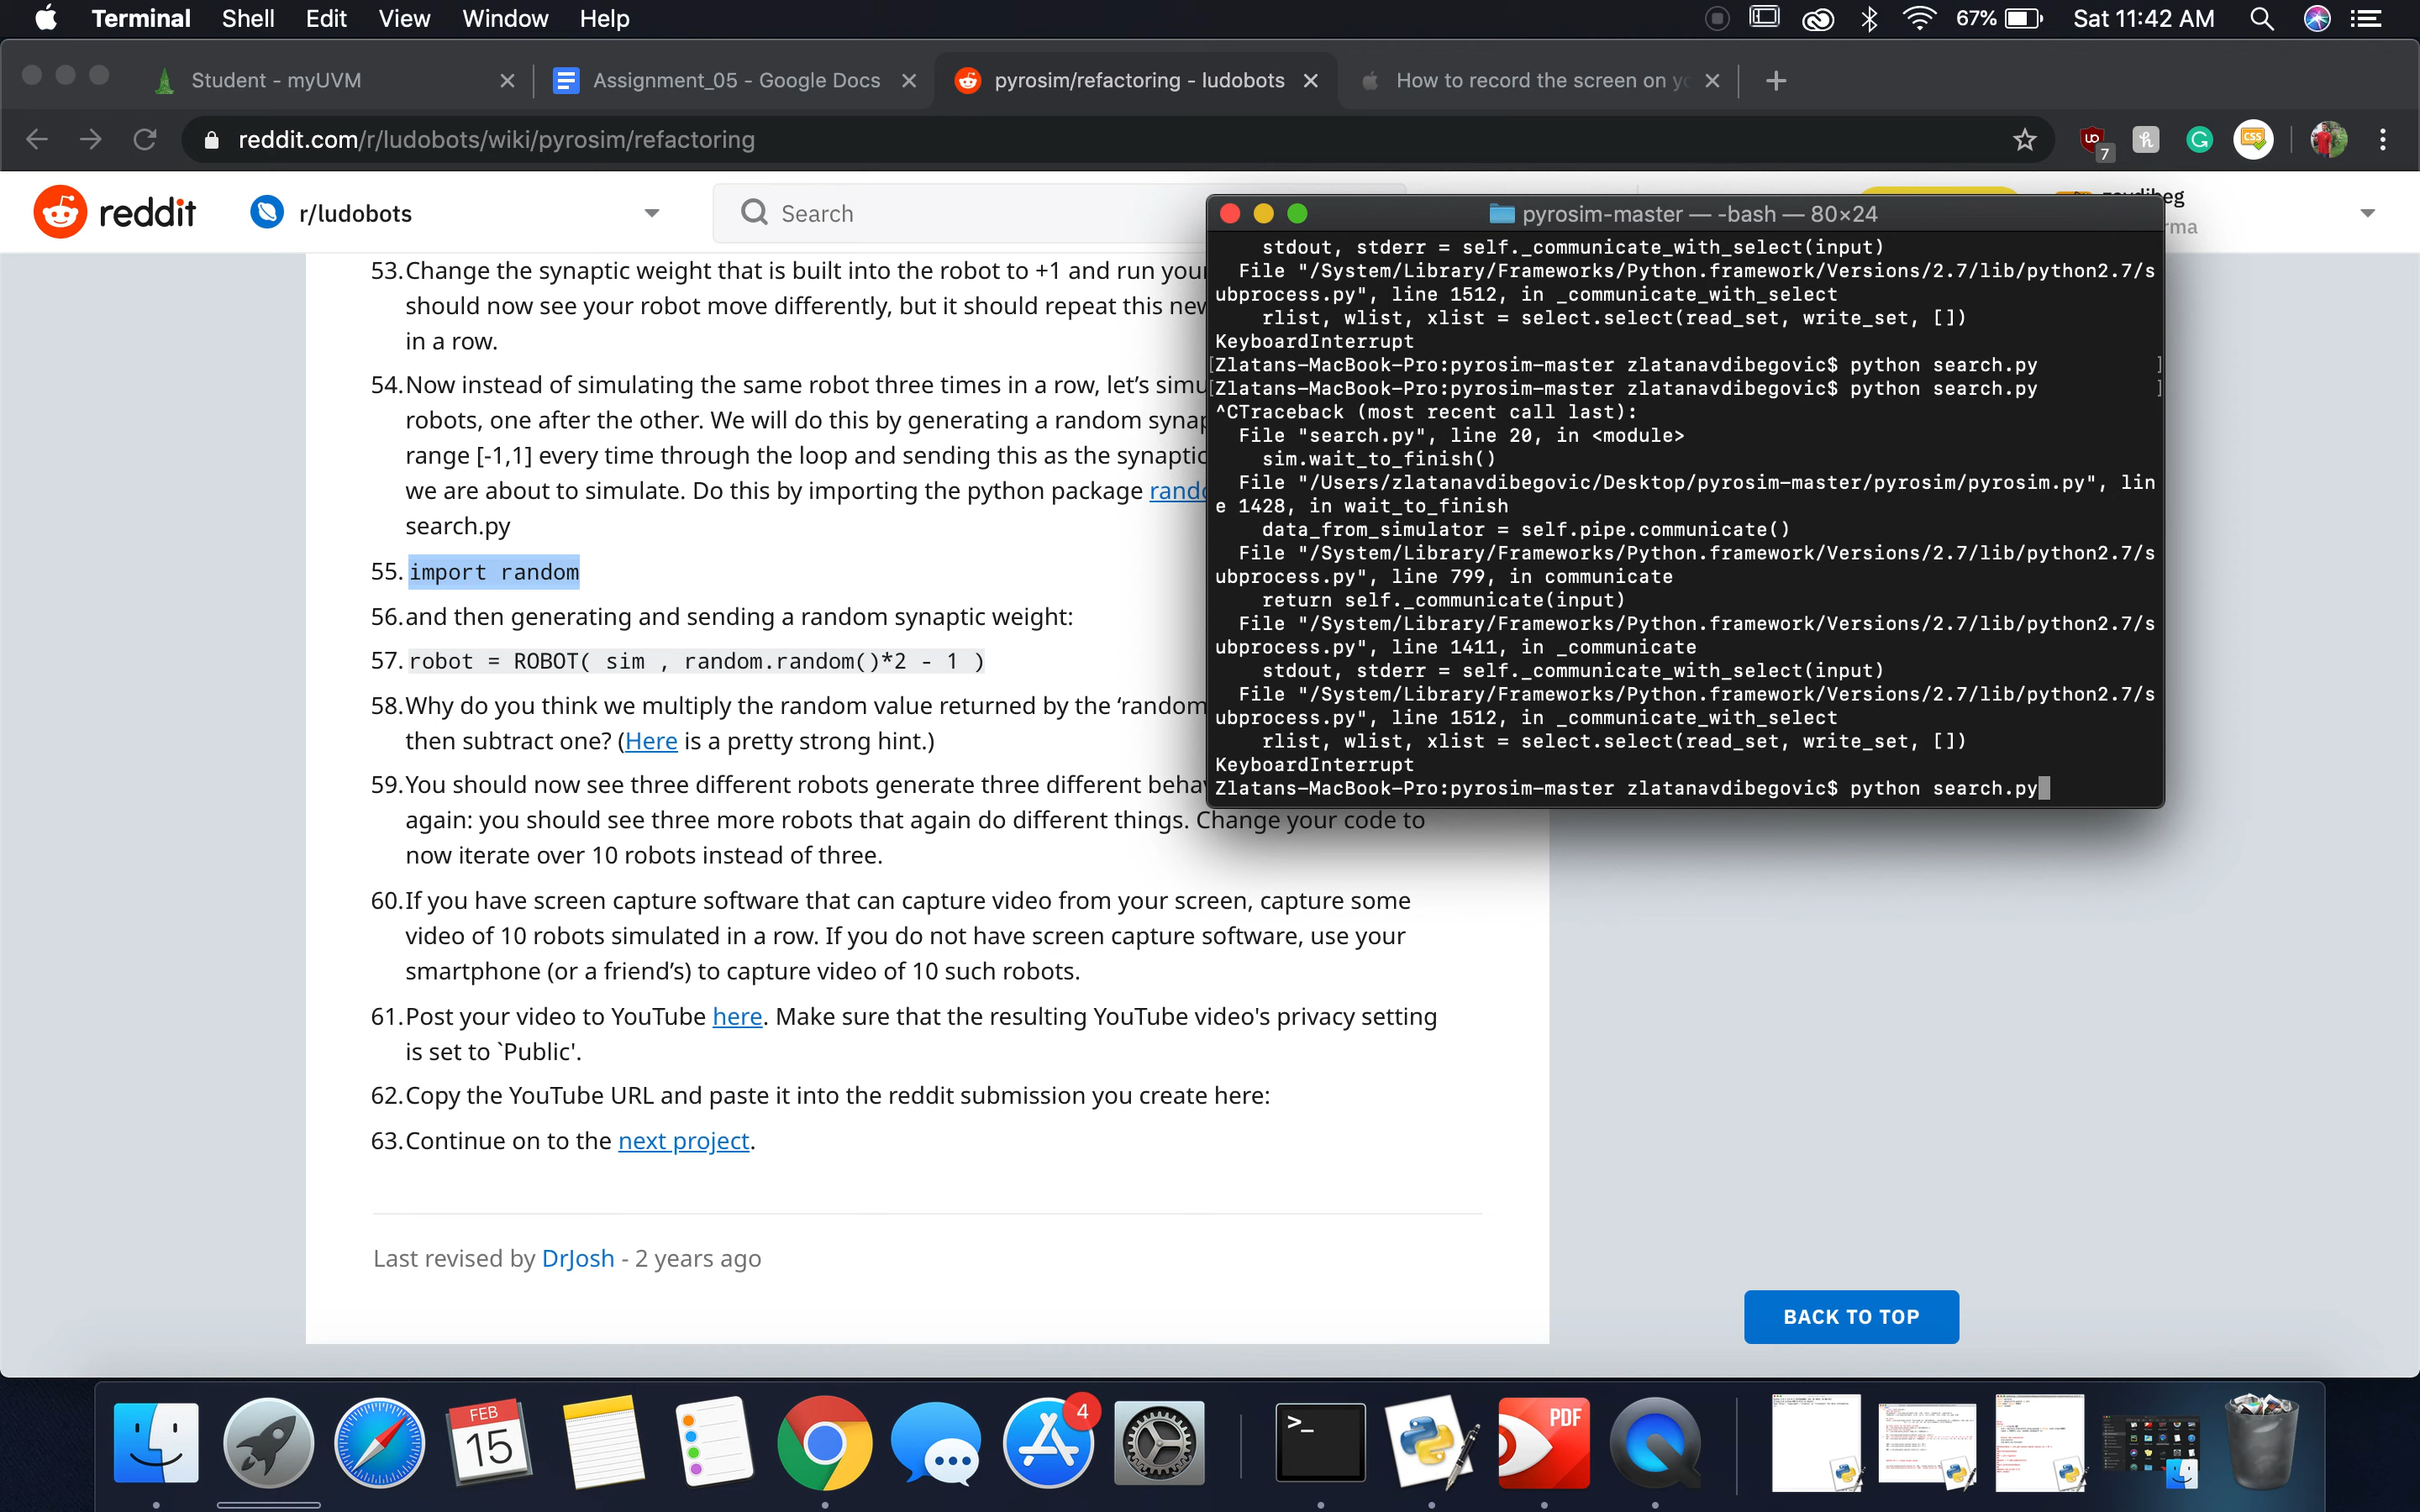 Terminal Shell Edit View Window Help 67% Sat 11:42 AM
Student - myUVM Assignment_05 - Google Docs pyrosim/refactoring - ludobots How to record the screen on yo
reddit.com/r/ludobots/wiki/pyrosim/refactoring 7
reddit r/ludobots Search
53. Change the synaptic weight that is built into the robot to +1 and run your
should now see your robot move differently, but it should repeat this new
in a row.
54. Now instead of simulating the same robot three times in a row, let's simu
robots, one after the other. We will do this by generating a random synap
range [-1,1] every time through the loop and sending this as the synaptic
we are about to simulate. Do this by importing the python package rando
search.py
55. import random
56. and then generating and sending a random synaptic weight:
57. robot = ROBOT( sim , random.random()*2 - 1 )
58. Why do you think we multiply the random value returned by the 'random
then subtract one? (Here is a pretty strong hint.)
59. You should now see three different robots generate three different behav
again: you should see three more robots that again do different things. Change your code to
now iterate over 10 robots instead of three.
60. If you have screen capture software that can capture video from your screen, capture some
video of 10 robots simulated in a row. If you do not have screen capture software, use your
smartphone (or a friend's) to capture video of 10 such robots.
61. Post your video to YouTube here. Make sure that the resulting YouTube video's privacy setting
is set to `Public'.
62. Copy the YouTube URL and paste it into the reddit submission you create here:
63. Continue on to the next project.
Last revised by DrJosh - 2 years ago
BACK TO TOP
pyrosim-master — -bash — 80×24
stdout, stderr = self._communicate_with_select(input)
File "/System/Library/Frameworks/Python.framework/Versions/2.7/lib/python2.7/s
ubprocess.py", line 1512, in _communicate_with_select
rlist, wlist, xlist = select.select(read_set, write_set, [])
KeyboardInterrupt
[Zlatans-MacBook-Pro:pyrosim-master zlatanavdibegovic$ python search.py ]
[Zlatans-MacBook-Pro:pyrosim-master zlatanavdibegovic$ python search.py ]
^CTraceback (most recent call last):
File "search.py", line 20, in <module>
sim.wait_to_finish()
File "/Users/zlatanavdibegovic/Desktop/pyrosim-master/pyrosim/pyrosim.py", lin
e 1428, in wait_to_finish
data_from_simulator = self.pipe.communicate()
File "/System/Library/Frameworks/Python.framework/Versions/2.7/lib/python2.7/s
ubprocess.py", line 799, in communicate
return self._communicate(input)
File "/System/Library/Frameworks/Python.framework/Versions/2.7/lib/python2.7/s
ubprocess.py", line 1411, in _communicate
stdout, stderr = self._communicate_with_select(input)
File "/System/Library/Frameworks/Python.framework/Versions/2.7/lib/python2.7/s
ubprocess.py", line 1512, in _communicate_with_select
rlist, wlist, xlist = select.select(read_set, write_set, [])
KeyboardInterrupt
Zlatans-MacBook-Pro:pyrosim-master zlatanavdibegovic$ python search.py
FEB
15
4
>_
PDF